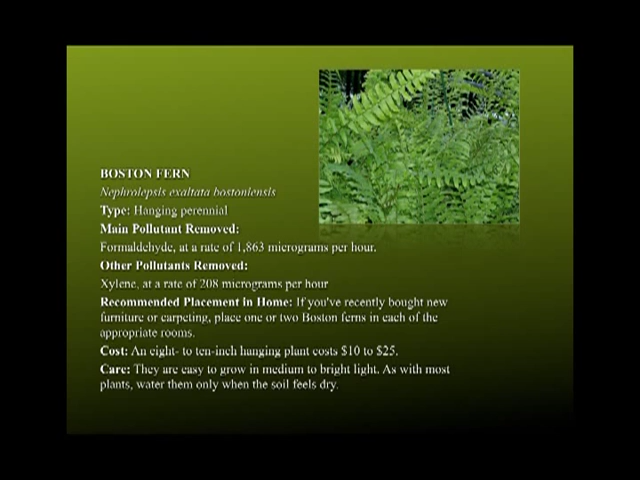 BOSTON FERN
Nephrolepsis exaltata bostoniensis
Type: Hanging perennial
Main Pollutant Removed:
Formaldehyde, at a rate of 1,863 micrograms per hour.
Other Pollutants Removed:
Xylene, at a rate of 208 micrograms per hour
Recommended Placement in Home: If you've recently bought new
furniture or carpeting, place one or two Boston ferns in each of the
appropriate rooms.
Cost: An eight- to ten-inch hanging plant costs $10 to $25.
Care: They are easy to grow in medium to bright light. As with most
plants, water them only when the soil feels dry.